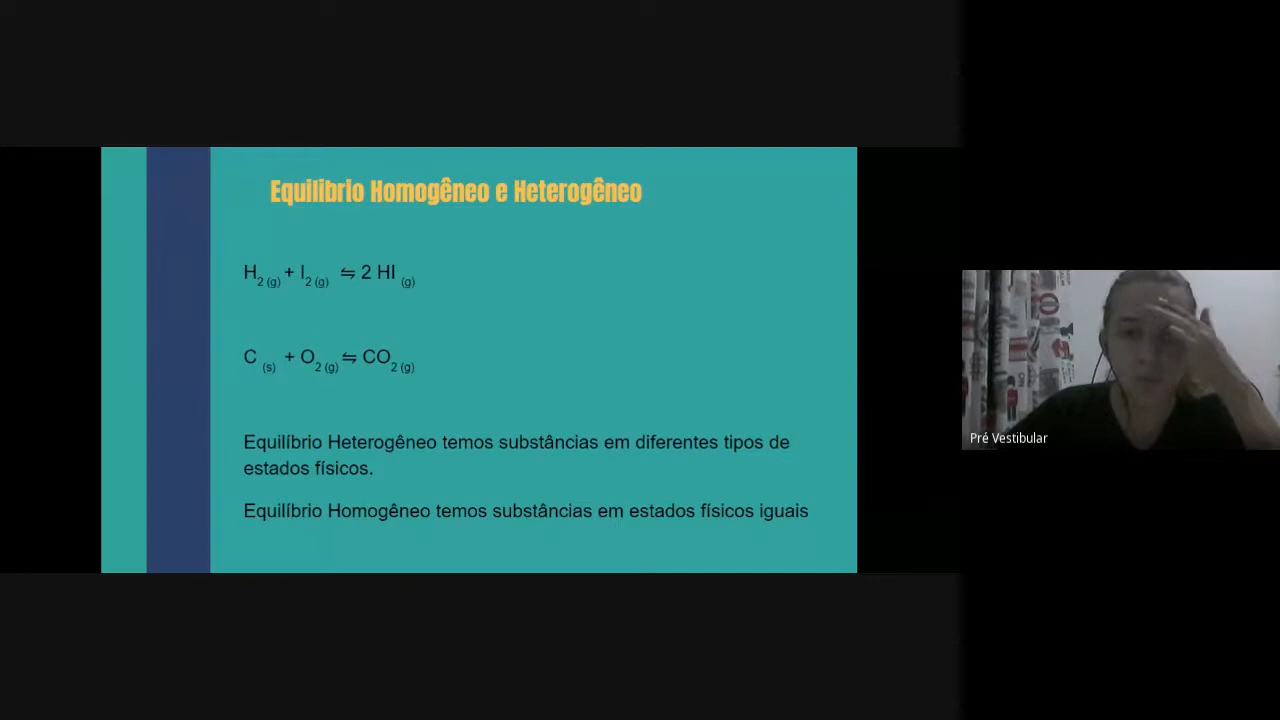 Equilíbrio Homogêneo e Heterogêneo
H2 (g) + I2 (g) ⇋ 2 HI (g)
C (s) + O2 (g) ⇋ CO2 (g)
Equilíbrio Heterogêneo temos substâncias em diferentes tipos de
estados físicos.
Equilíbrio Homogêneo temos substâncias em estados físicos iguais
Pré Vestibular